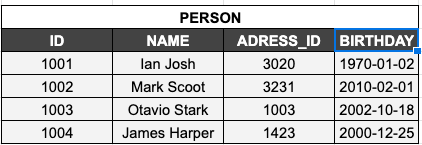 PERSON
ID NAME ADRESS_ID BIRTHDAY
1001 Ian Josh 3020 1970-01-02
1002 Mark Scoot 3231 2010-02-01
1003 Otavio Stark 1003 2002-10-18
1004 James Harper 1423 2000-12-25